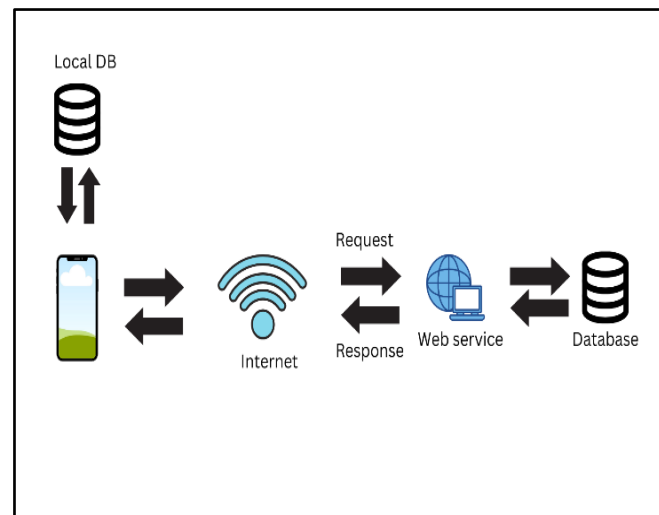 Local DB
Request
Internet
Response
Web service
Database